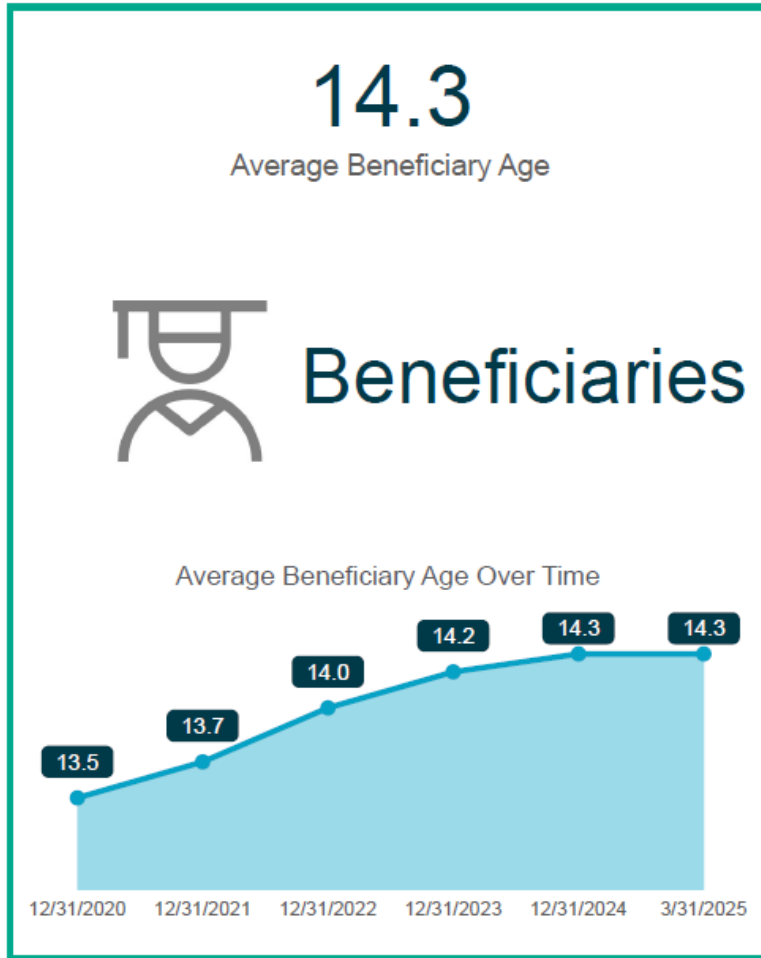 14.3
Average Beneficiary Age
Beneficiaries
Average Beneficiary Age Over Time
13.5
13.7
14.0
14.2
14.3
14.3
12/31/2020 12/31/2021 12/31/2022 12/31/2023 12/31/2024 3/31/2025